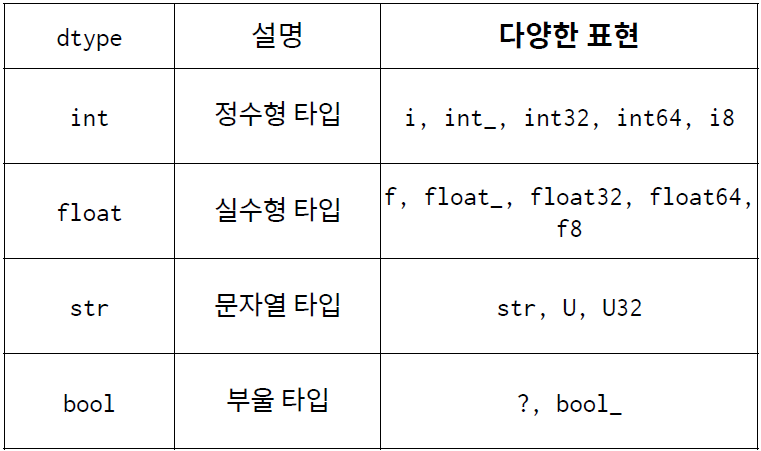 dtype 설명 다양한 표현
int 정수형 타입 i, int_, int32, int64, i8
float 실수형 타입 f, float_, float32, float64,
f8
str 문자열 타입 str, U, U32
bool 부울 타입 ?, bool_